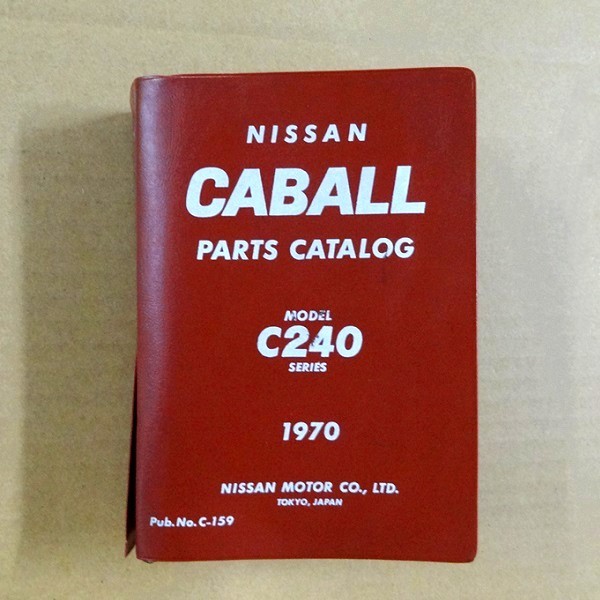 NISSAN
CABALL
PARTS CATALOG
MODEL
C240
SERIES
1970
NISSAN MOTOR CO., LTD.
TOKYO, JAPAN
Pub. No. C-159